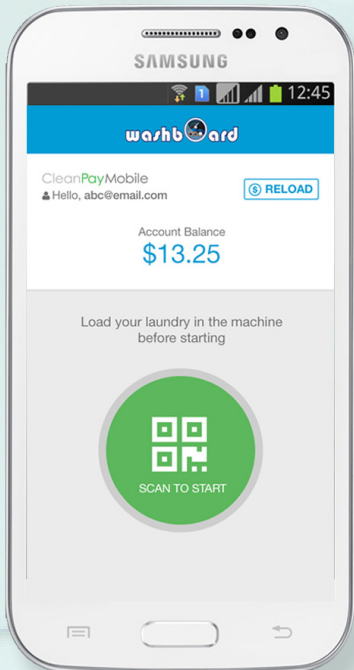 SAMSUNG
1 12:45
washboard
CleanPayMobile
Hello, abc@email.com
$ RELOAD
Account Balance
$13.25
Load your laundry in the machine
before starting
SCAN TO START